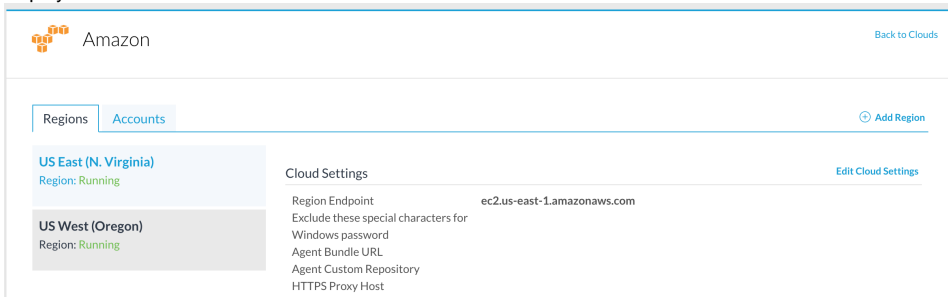 Amazon
Back to Clouds
Regions
Accounts
Add Region
US East (N. Virginia)
Region: Running
US West (Oregon)
Region: Running
Cloud Settings
Edit Cloud Settings
Region Endpoint ec2.us-east-1.amazonaws.com
Exclude these special characters for
Windows password
Agent Bundle URL
Agent Custom Repository
HTTPS Proxy Host